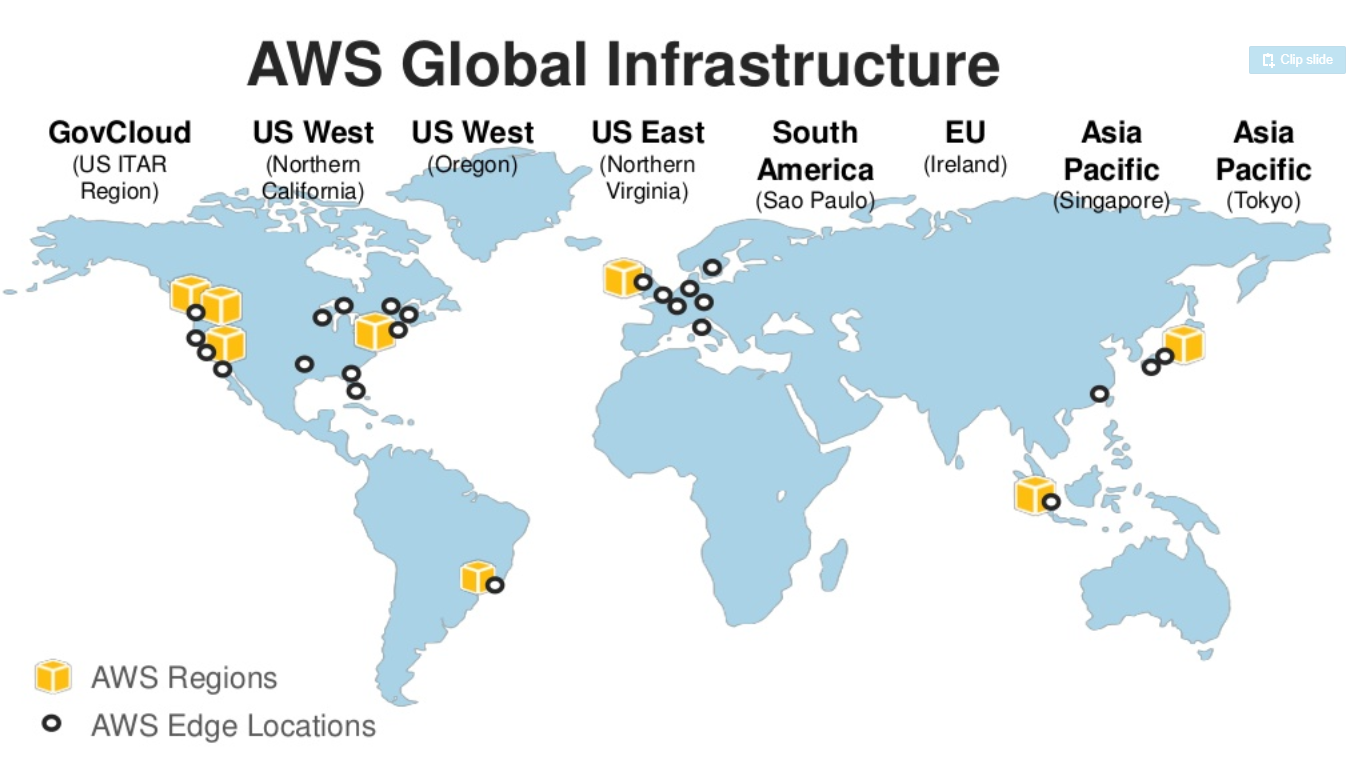 AWS Global Infrastructure
Clip slide
GovCloud
(US ITAR
Region)
US West
(Northern
California)
US West
(Oregon)
US East
(Northern
Virginia)
South
America
(Sao Paulo)
EU
(Ireland)
Asia
Pacific
(Singapore)
Asia
Pacific
(Tokyo)
AWS Regions
AWS Edge Locations